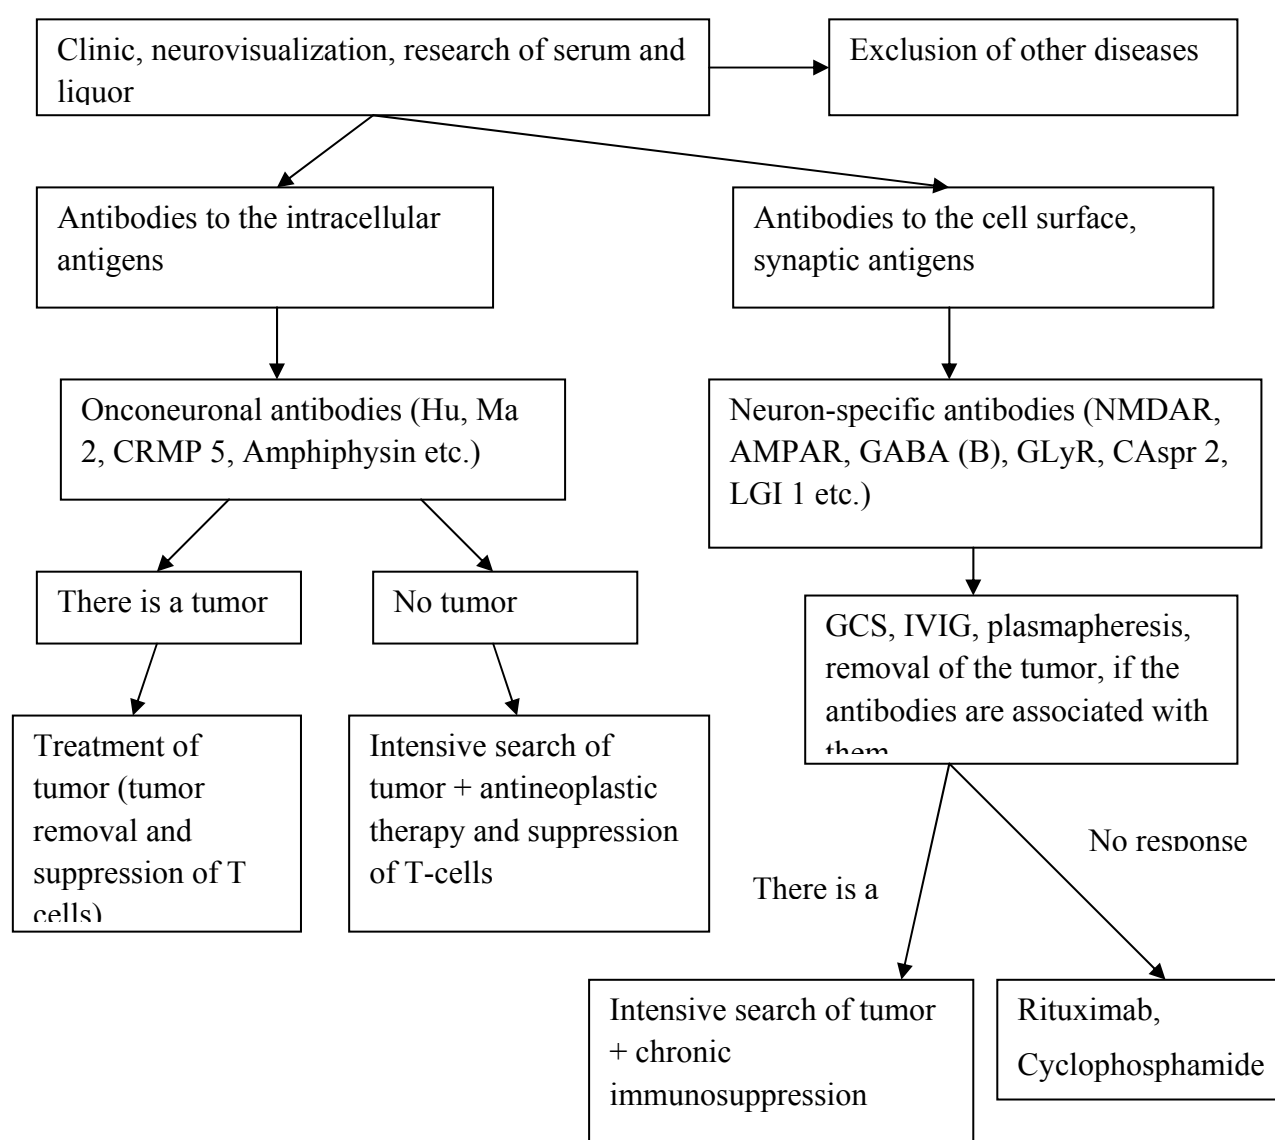 Clinic, neurovisualization, research of serum and
liquor
Exclusion of other diseases
Antibodies to the intracellular
antigens
Antibodies to the cell surface,
synaptic antigens
Onconeuronal antibodies (Hu, Ma
2, CRMP 5, Amphiphysin etc.)
Neuron-specific antibodies (NMDAR,
AMPAR, GABA (B), GLyR, CAspr 2,
LGI 1 etc.)
There is a tumor
No tumor
GCS, IVIG, plasmapheresis,
removal of the tumor, if the
antibodies are associated with
them
Treatment of
tumor (tumor
removal and
suppression of T
cells)
Intensive search of
tumor + antineoplastic
therapy and suppression
of T-cells
No response
There is a
Intensive search of tumor
+ chronic
immunosuppression
Rituximab,
Cyclophosphamide